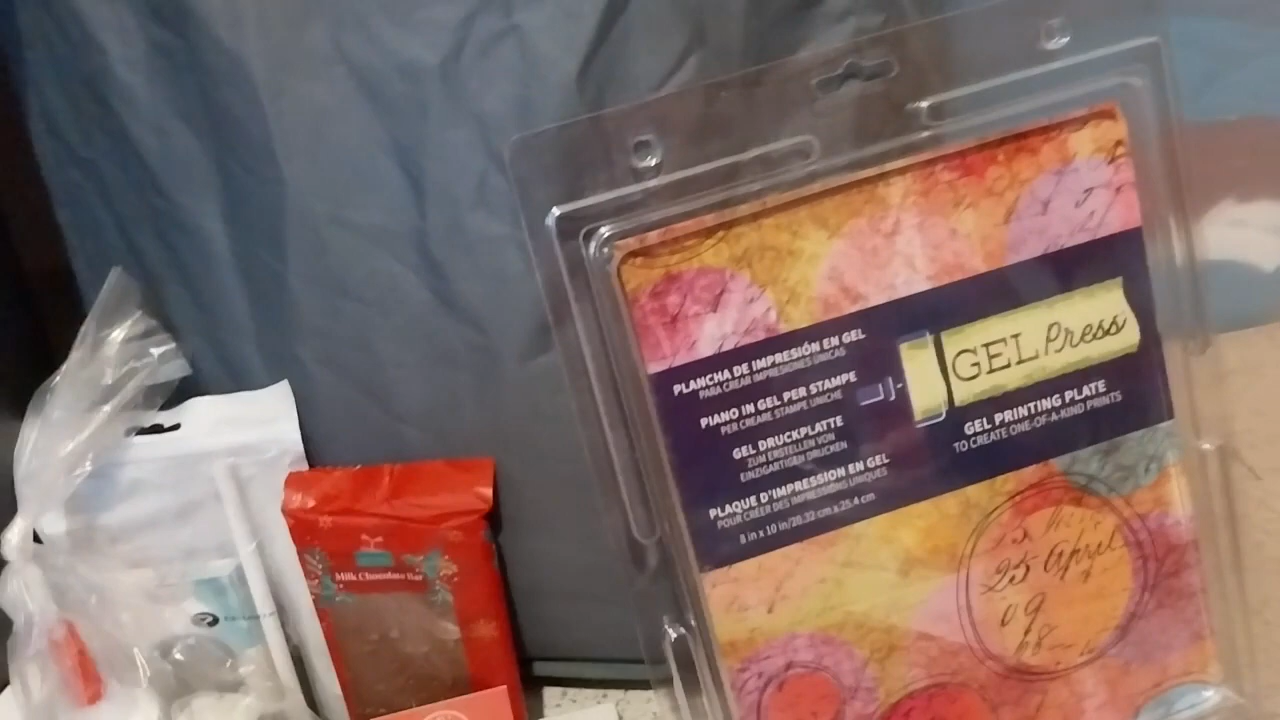 PLANCHA DE IMPRESIÓN EN GEL
PARA CREAR IMPRESIONES ÚNICAS
PIANO IN GEL PER STAMPE
PER CREARE STAMPE UNICHE
GEL DRUCKPLATTE
ZUM ERSTELLEN VON
EINZIGARTIGEN DRUCKEN
PLAQUE D'IMPRESSION EN GEL
POUR CRÉER DES IMPRESSIONS UNIQUES
8 in x 10 in/20.32 cm x 25.4 cm
GEL Press
GEL PRINTING PLATE
TO CREATE ONE-OF-A-KIND PRINTS
25 April
09
Milk Chocolate Bar